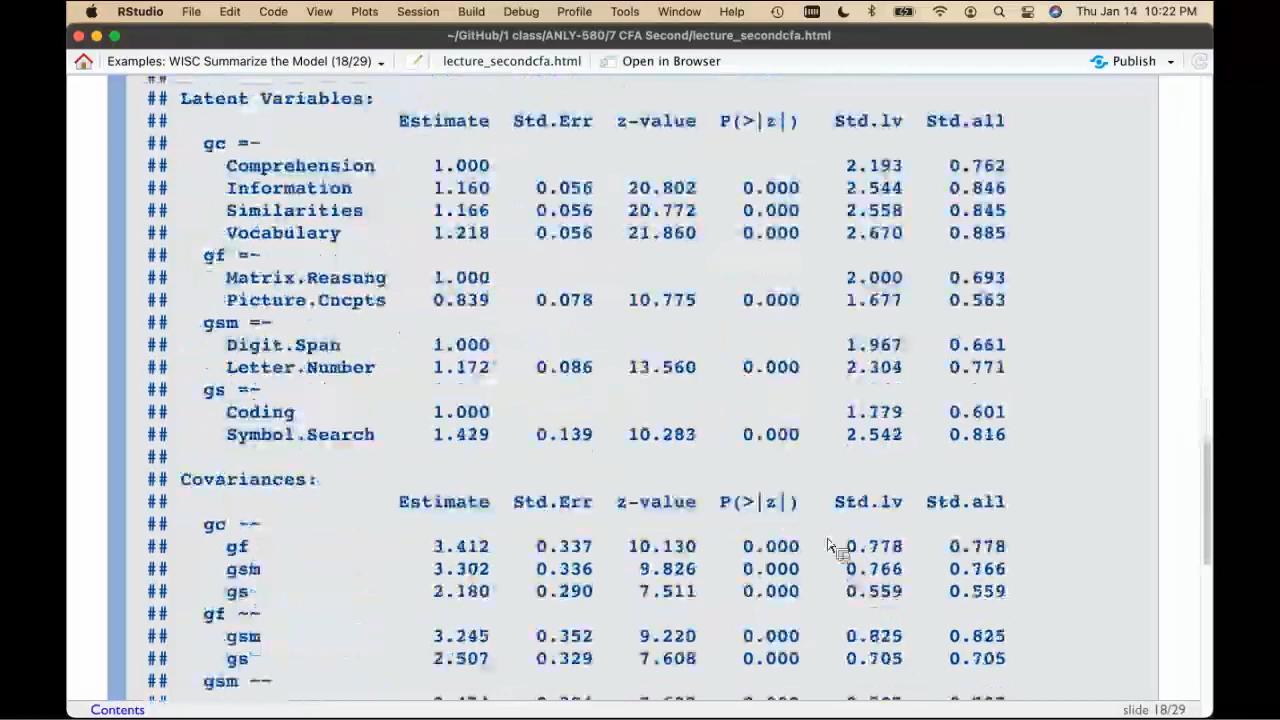 RStudio File Edit Code View Plots Session Build Debug Profile Tools Window Help Thu Jan 14 10:22 PM
~/GitHub/1 class/ANLY-580/7 CFA Second/lecture_secondcfa.html
Examples: WISC Summarize the Model (18/29) lecture_secondcfa.html Open in Browser Publish
##
## Latent Variables:
## Estimate Std.Err z-value P(>|z|) Std.lv Std.all
## gc =~
## Comprehension 1.000 2.193 0.762
## Information 1.160 0.056 20.802 0.000 2.544 0.846
## Similarities 1.166 0.056 20.772 0.000 2.558 0.845
## Vocabulary 1.218 0.056 21.860 0.000 2.670 0.885
## gf =~
## Matrix.Reasnng 1.000 2.000 0.693
## Picture.Cncpts 0.839 0.078 10.775 0.000 1.677 0.563
## gsm =~
## Digit.Span 1.000 1.967 0.661
## Letter.Number 1.172 0.086 13.560 0.000 2.304 0.771
## gs =~
## Coding 1.000 1.779 0.601
## Symbol.Search 1.429 0.139 10.283 0.000 2.542 0.816
##
## Covariances:
## Estimate Std.Err z-value P(>|z|) Std.lv Std.all
## gc ~~
## gf 3.412 0.337 10.130 0.000 0.778 0.778
## gsm 3.302 0.336 9.826 0.000 0.766 0.766
## gs 2.180 0.290 7.511 0.000 0.559 0.559
## gf ~~
## gsm 3.245 0.352 9.220 0.000 0.825 0.825
## gs 2.507 0.329 7.608 0.000 0.705 0.705
## gsm ~~
Contents slide 18/29